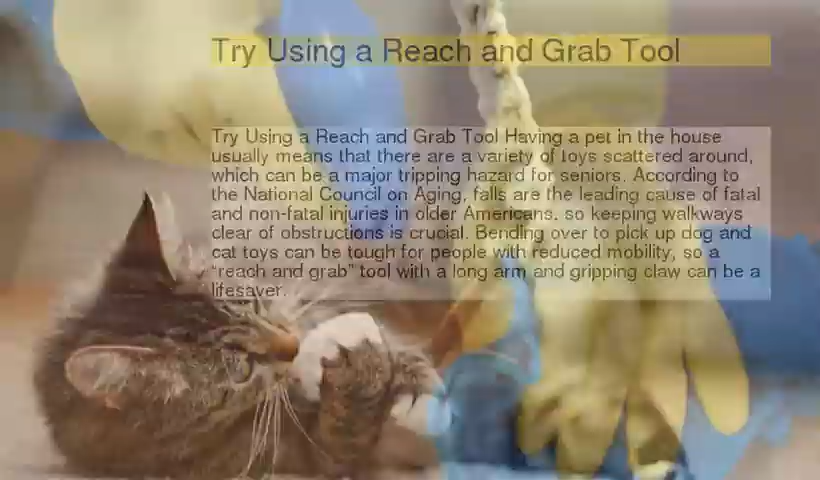 Try Using a Reach and Grab Tool
Try Using a Reach and Grab Tool Having a pet in the house
usually means that there are a variety of toys scattered around,
which can be a major tripping hazard for seniors. According to
the National Council on Aging, falls are the leading cause of fatal
and non-fatal injuries in older Americans. so keeping walkways
clear of obstructions is crucial. Bending over to pick up dog and
cat toys can be tough for people with reduced mobility, so a
“reach and grab” tool with a long arm and gripping claw can be a
lifesaver.